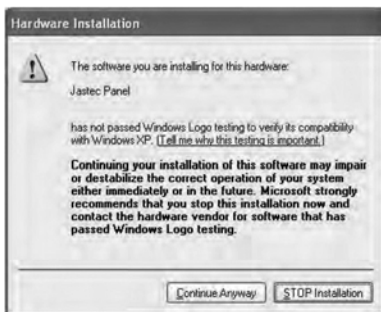 Hardware Installation
The software you are installing for this hardware:
Jastec Panel
has not passed Windows Logo testing to verify its compatibility
with Windows XP. (Tell me why this testing is important.)
Continuing your installation of this software may impair
or destabilize the correct operation of your system
either immediately or in the future. Microsoft strongly
recommends that you stop this installation now and
contact the hardware vendor for software that has
passed Windows Logo testing.
Continue Anyway
STOP Installation